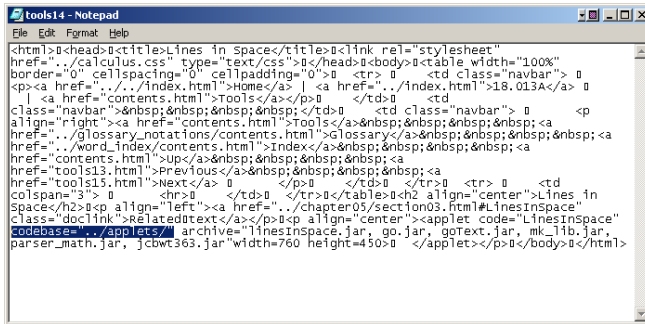 tools14 - Notepad
File Edit Format Help
<html>▯<head>▯<title>Lines in Space</title>▯<link rel="stylesheet"
href="../calculus.css" type="text/css">▯</head>▯<body>▯<table width="100%"
border="0" cellspacing="0" cellpadding="0">▯  <tr> ▯    <td class="navbar"> ▯
<p><a href="../../index.html">Home</a> | <a href="../index.html">18.013A</a> ▯
  | <a href="contents.html">Tools</a></p>▯    </td>▯    <td
class="navbar">&nbsp;&nbsp;&nbsp;&nbsp;</td>▯    <td class="navbar"> ▯      <p
align="right"><a href="contents.html">Tools</a>&nbsp;&nbsp;&nbsp;&nbsp;<a
href="../glossary_notations/contents.html">Glossary</a>&nbsp;&nbsp;&nbsp;&nbsp;<a
href="../word_index/contents.html">Index</a>&nbsp;&nbsp;&nbsp;&nbsp;<a
href="contents.html">Up</a>&nbsp;&nbsp;&nbsp;&nbsp;<a
href="tools13.html">Previous</a>&nbsp;&nbsp;&nbsp;&nbsp;<a
href="tools15.html">Next</a> ▯      </p>▯    </td>▯  </tr>▯  <tr> ▯    <td
colspan="3"> ▯      <hr>▯    </td>▯  </tr>▯</table>▯<h2 align="center">Lines in
Space</h2>▯<p align="left"><a href="../chapter05/section03.html#LinesInSpace"
class="doclink">Related▯text</a></p>▯<p align="center"><applet code="LinesInSpace"
codebase="../applets/" archive="linesInSpace.jar, go.jar, goText.jar, mk_lib.jar,
parser_math.jar, jcbwt363.jar"width=760 height=450>▯  </applet></p>▯</body>▯</html>